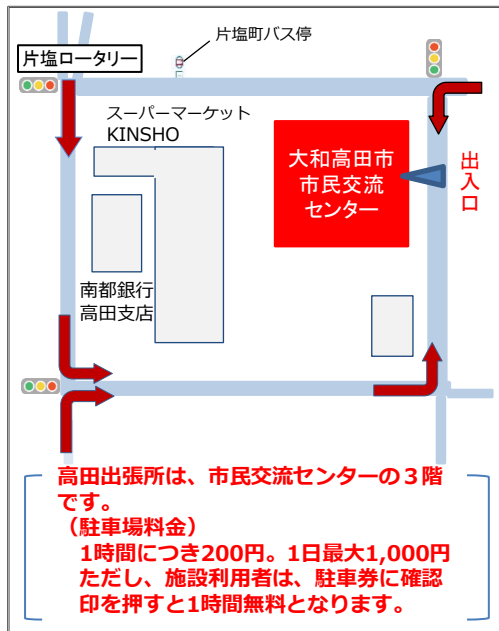 片塩町バス停
片塩ロータリー
スーパーマーケット
KINSHO
大和高田市
市民交流
センター
出入口
南都銀行
高田支店
高田出張所は、市民交流センターの３階
です。
（駐車場料金）
1時間につき200円。1日最大1,000円
ただし、施設利用者は、駐車券に確認
印を押すと1時間無料となります。